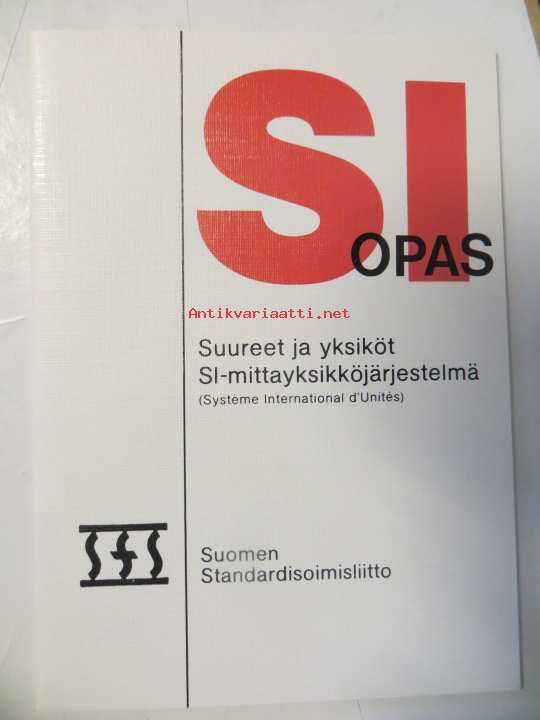 SI
OPAS
Antikvariaatti.net
Suureet ja yksiköt
SI-mittayksikköjärjestelmä
(Système International d'Unités)
SFS
Suomen
Standardisoimisliitto